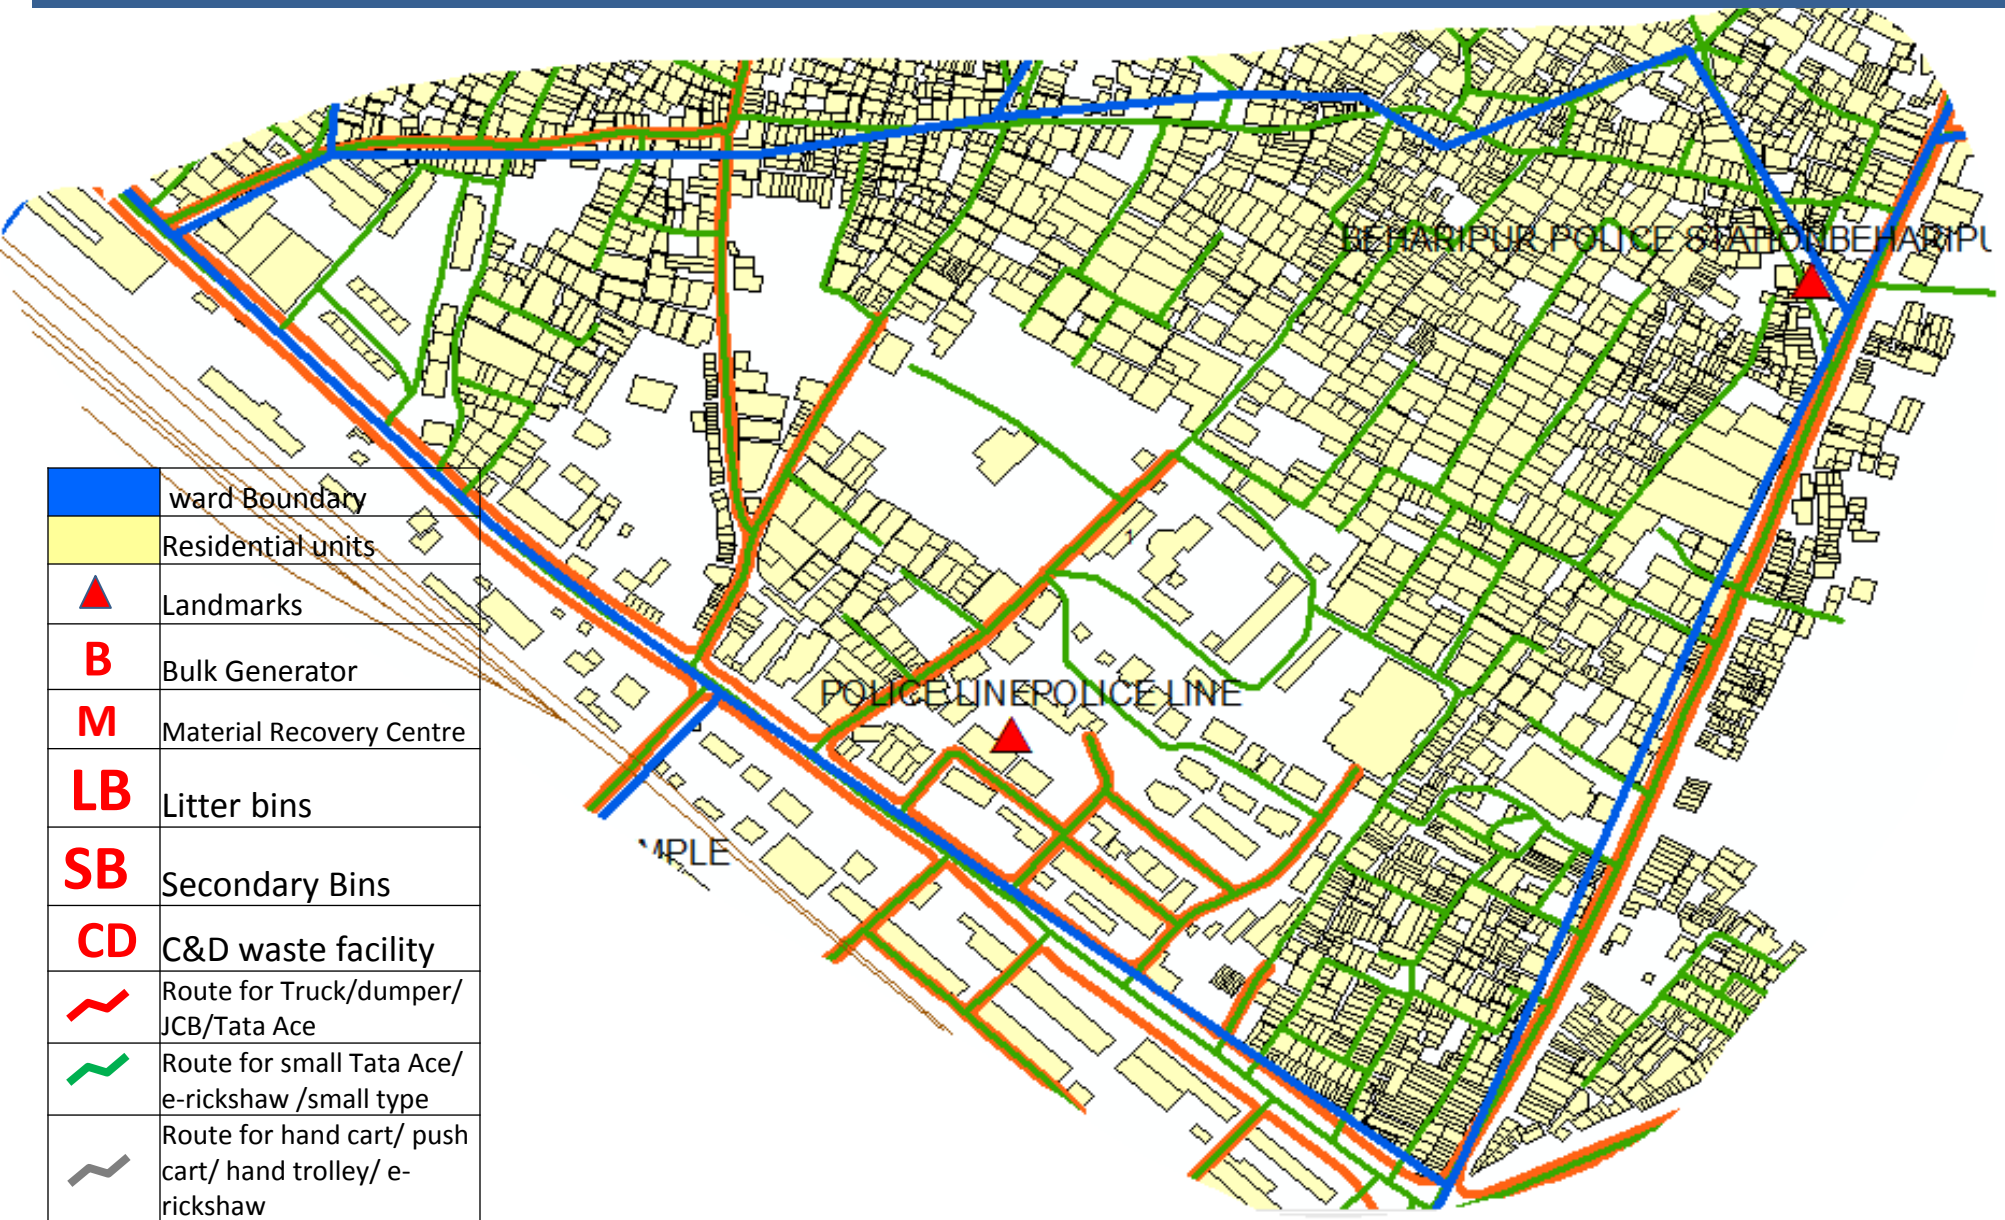 BEHARIPUR POLICE STATIONBEHARIPU
ward Boundary
Residential units
1
Landmarks
B
Bulk Generator
POLICE LINEPOLICE LINE
M
Material Recovery Centre
LB
Litter bins
MPLE
SB
Secondary Bins
CD
C&D waste facility
Route for Truck/dumper/
JCB/Tata Ace
Route for small Tata Ace/
e-rickshaw /small type
Route for hand cart/ push
cart/ hand trolley/ e-
rickshaw